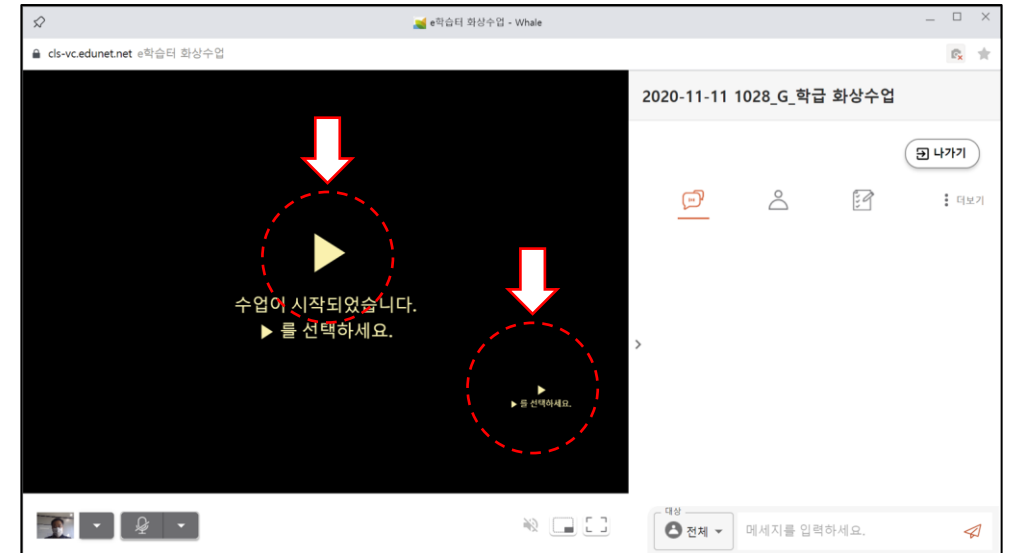 e학습터 화상수업 - Whale
cls-vc.edunet.net e학습터 화상수업
2020-11-11 1028_G_학급 화상수업
나가기
더보기
수업이 시작되었습니다.
▶ 를 선택하세요.
▶ 를 선택하세요.
대상
전체
메세지를 입력하세요.